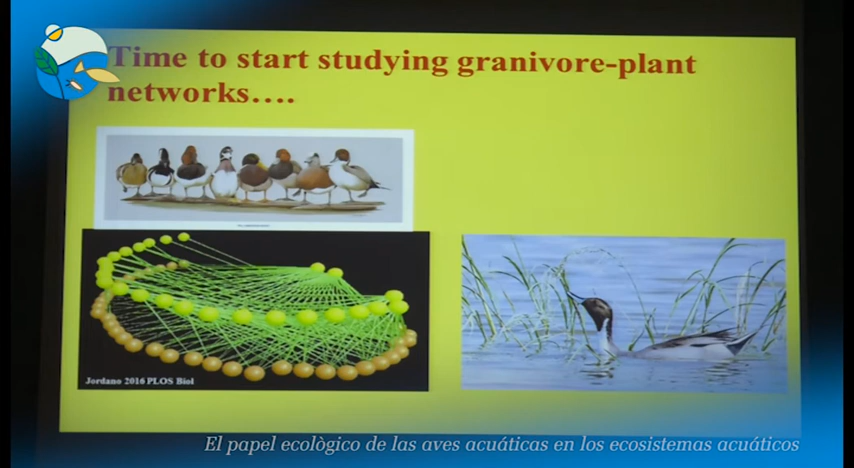 Time to start studying granivore-plant
networks....
Jordano 2016 PLOS Biol
El papel ecològico de las aves acuáticas en los ecosistemas acuáticos